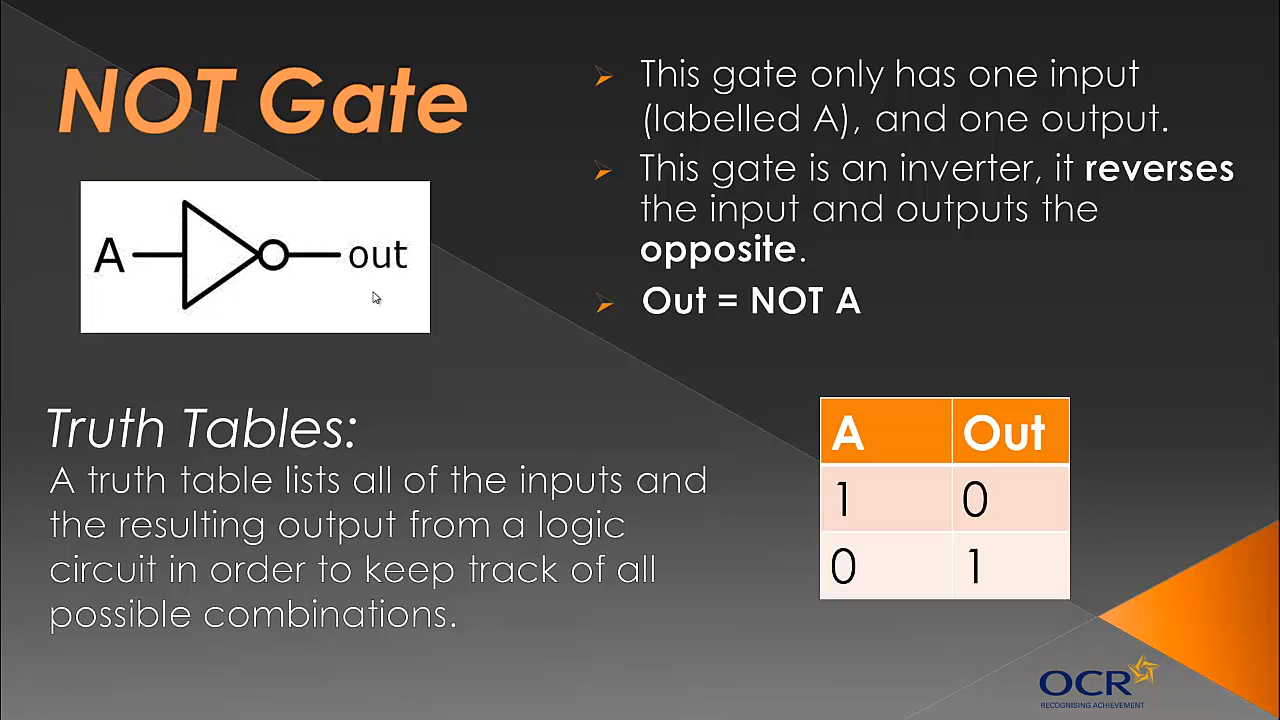 NOT Gate
A
out
This gate only has one input
(labelled A), and one output.
This gate is an inverter, it reverses
the input and outputs the
opposite.
Out = NOT A
Truth Tables:
A truth table lists all of the inputs and
the resulting output from a logic
circuit in order to keep track of all
possible combinations.
A Out
1 0
0 1
OCR
RECOGNISING ACHIEVEMENT